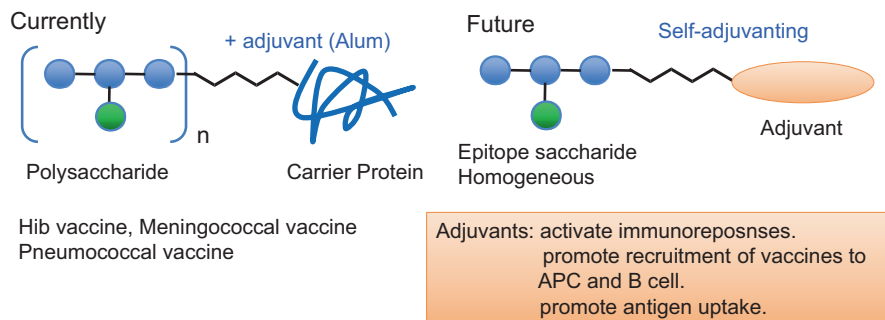 Currently
+ adjuvant (Alum)
n
Polysaccharide
Carrier Protein
Hib vaccine, Meningococcal vaccine
Pneumococcal vaccine
Future
Self-adjuvanting
Adjuvant
Epitope saccharide
Homogeneous
Adjuvants: activate immunoreposnses.
promote recruitment of vaccines to
APC and B cell.
promote antigen uptake.